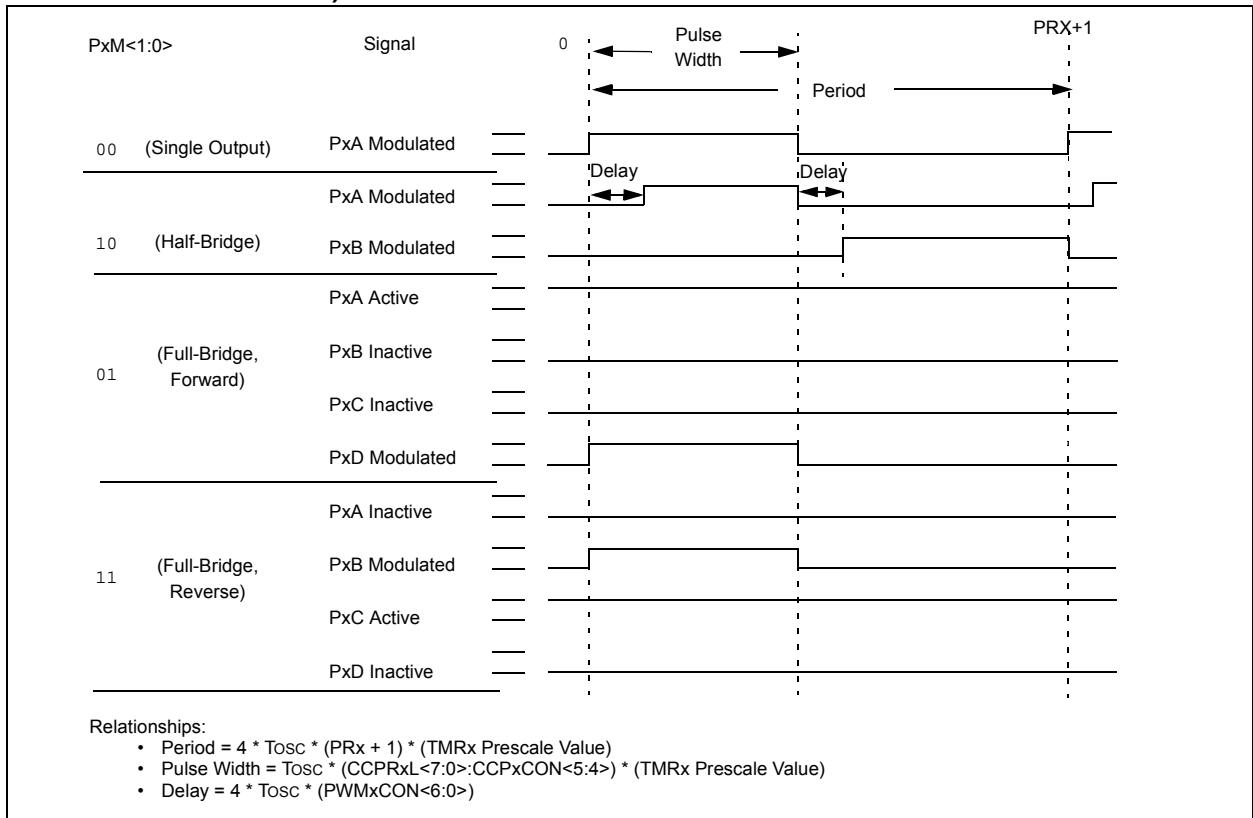 PxM<1:0> Signal 0 Pulse Width PRX+1
Period
00 (Single Output) PxA Modulated
Delay Delay
PxA Modulated
10 (Half-Bridge) PxB Modulated
PxA Active
(Full-Bridge, Forward) PxB Inactive
01
PxC Inactive
PxD Modulated
PxA Inactive
11 (Full-Bridge, Reverse) PxB Modulated
PxC Active
PxD Inactive
Relationships:
• Period = 4 * TOSC * (PRx + 1) * (TMRx Prescale Value)
• Pulse Width = TOSC * (CCPRxL<7:0>:CCPxCON<5:4>) * (TMRx Prescale Value)
• Delay = 4 * TOSC * (PWMxCON<6:0>)